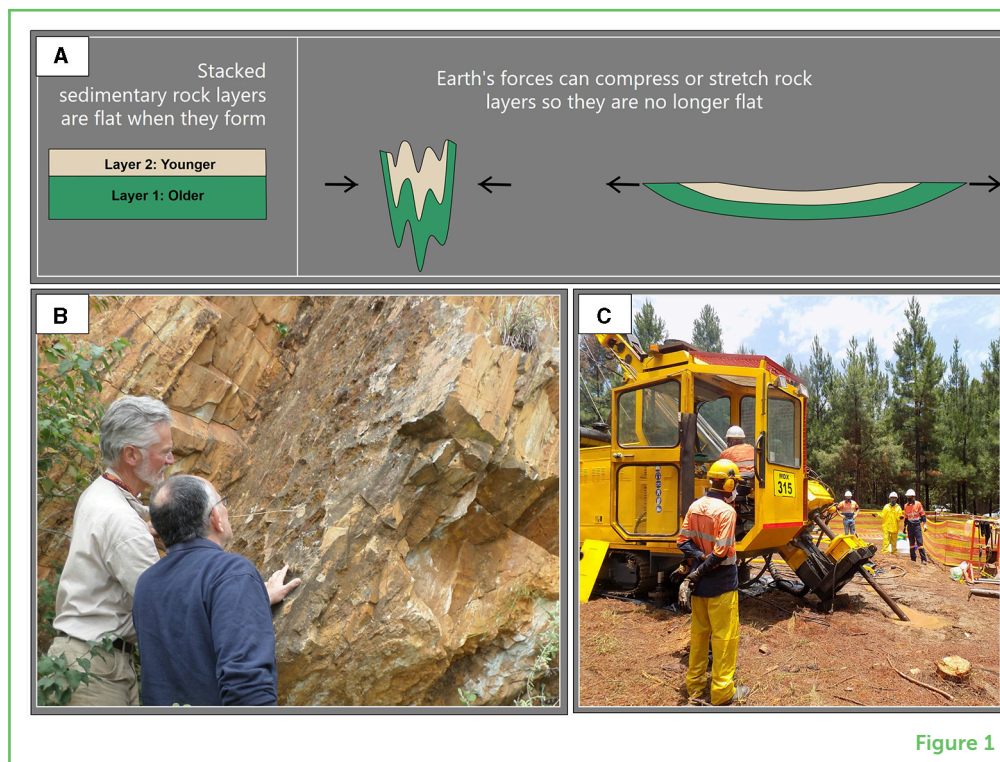 A
Stacked
sedimentary rock layers
are flat when they form
Earth's forces can compress or stretch rock
layers so they are no longer flat
Layer 2: Younger
Layer 1: Older
B
C
315
Figure 1